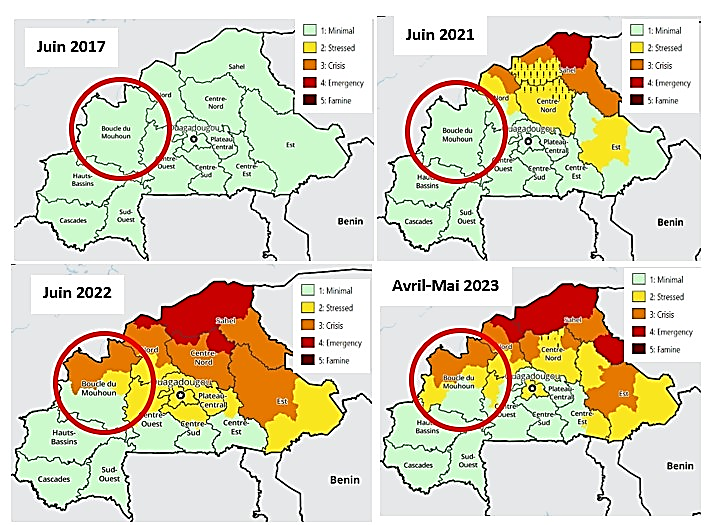 Juin 2017
1: Minimal
2: Stressed
3: Crisis
4: Emergency
5: Famine
Sahel
Nord
Centre-
Nord
Boucle du
Mouhoun
Plateau-
Central
Est
Centre-
Ouest
Centre-
Sud
Centre-
Est
Hauts-
Bassins
Cascades
Sud-
Ouest
Benin
Juin 2021
1: Minimal
2: Stressed
3: Crisis
4: Emergency
5: Famine
Sahel
Nord
Centre-
Nord
Boucle du
Mouhoun
Plateau-
Central
Est
Centre-
Ouest
Centre-
Sud
Centre-
Est
Hauts-
Bassins
Cascades
Sud-
Ouest
Benin
Juin 2022
1: Minimal
2: Stressed
3: Crisis
4: Emergency
5: Famine
Sahel
Nord
Centre-
Nord
Boucle du
Mouhoun
Plateau-
Central
Est
Centre-
Ouest
Centre-
Sud
Centre-
Est
Hauts-
Bassins
Cascades
Sud-
Ouest
Benin
Avril-Mai 2023
1: Minimal
2: Stressed
3: Crisis
4: Emergency
5: Famine
Sahel
Nord
Centre-
Nord
Boucle du
Mouhoun
Plateau-
Central
Est
Centre-
Ouest
Centre-
Sud
Centre-
Est
Hauts-
Bassins
Cascades
Sud-
Ouest
Benin